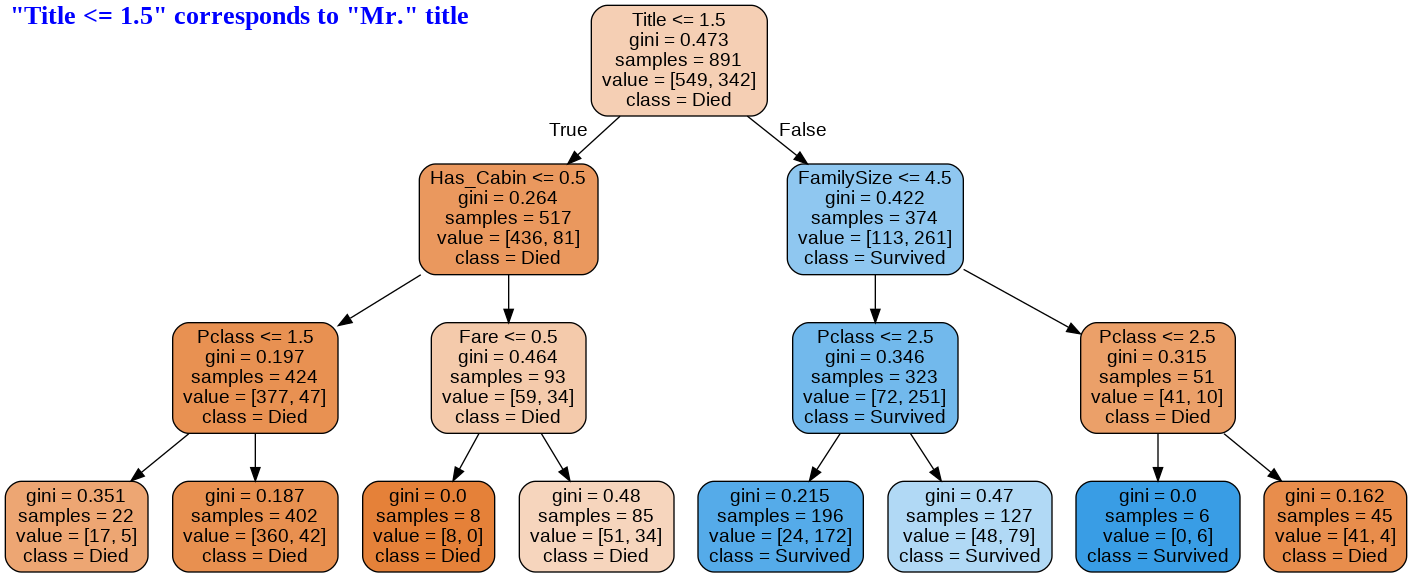 "Title <= 1.5" corresponds to "Mr." title
Title <= 1.5
gini = 0.473
samples = 891
value = [549, 342]
class = Died
True
False
Has_Cabin <= 0.5
gini = 0.264
samples = 517
value = [436, 81]
class = Died
FamilySize <= 4.5
gini = 0.422
samples = 374
value = [113, 261]
class = Survived
Pclass <= 1.5
gini = 0.197
samples = 424
value = [377, 47]
class = Died
Fare <= 0.5
gini = 0.464
samples = 93
value = [59, 34]
class = Died
Pclass <= 2.5
gini = 0.346
samples = 323
value = [72, 251]
class = Survived
Pclass <= 2.5
gini = 0.315
samples = 51
value = [41, 10]
class = Died
gini = 0.351
samples = 22
value = [17, 5]
class = Died
gini = 0.187
samples = 402
value = [360, 42]
class = Died
gini = 0.0
samples = 8
value = [8, 0]
class = Died
gini = 0.48
samples = 85
value = [51, 34]
class = Died
gini = 0.215
samples = 196
value = [24, 172]
class = Survived
gini = 0.47
samples = 127
value = [48, 79]
class = Survived
gini = 0.0
samples = 6
value = [0, 6]
class = Survived
gini = 0.162
samples = 45
value = [41, 4]
class = Died